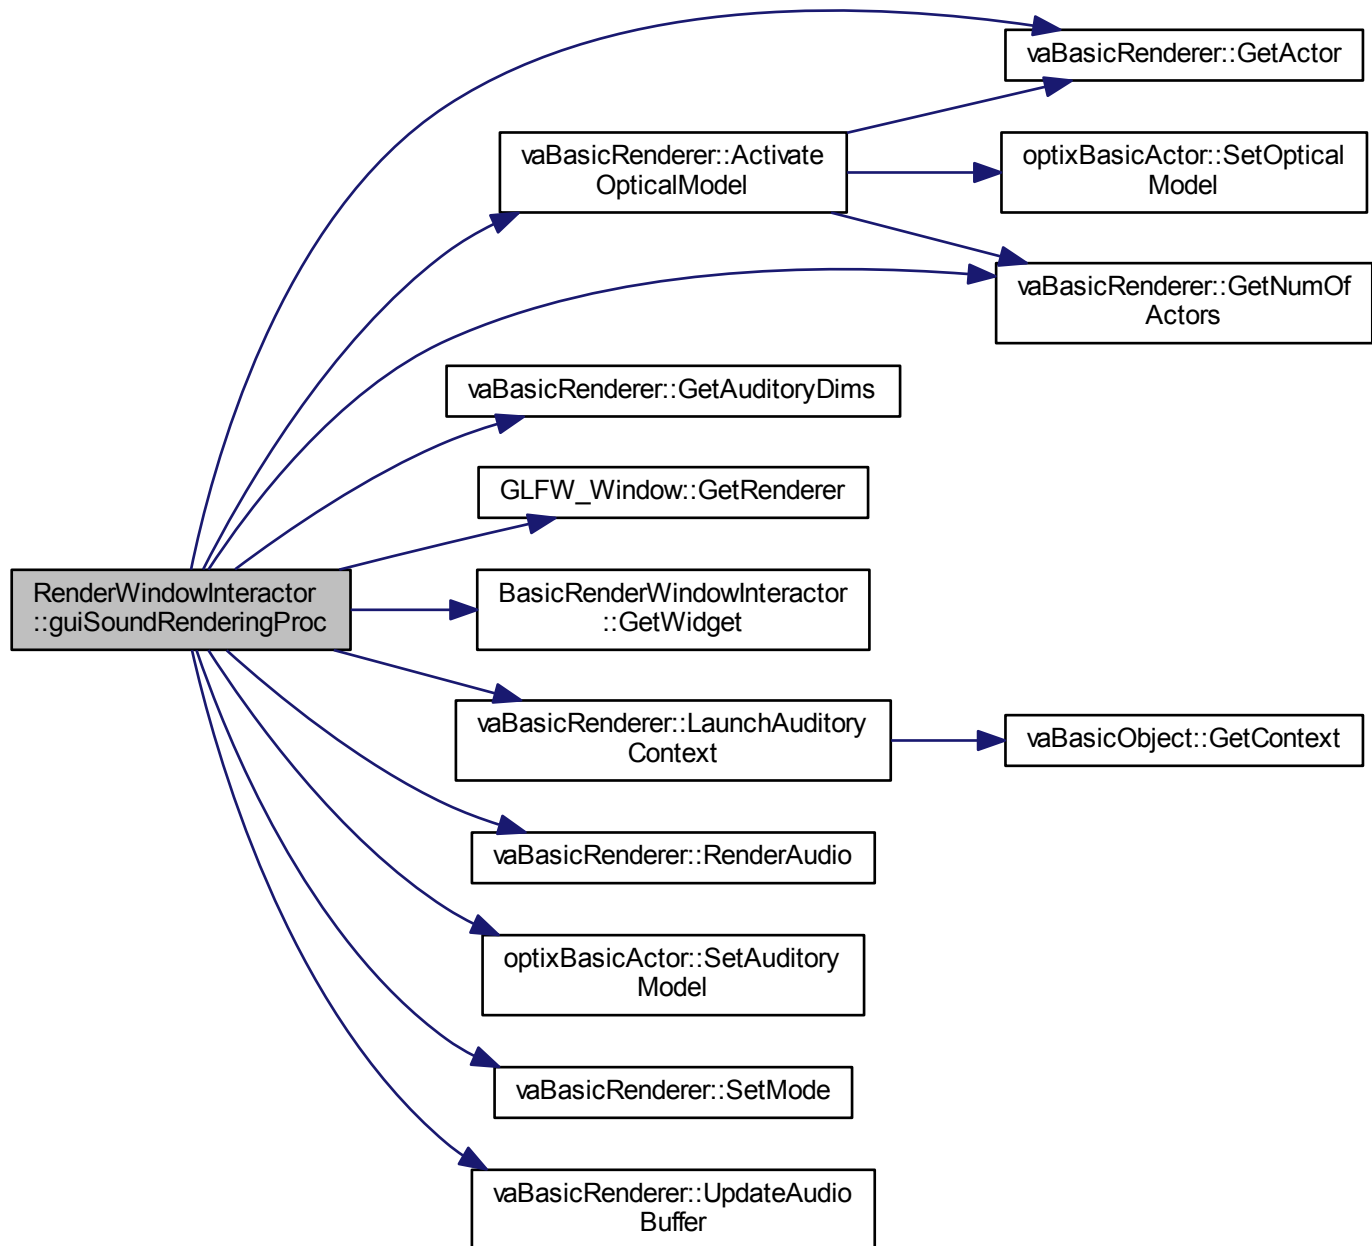 vaBasicRenderer::GetActor
vaBasicRenderer::Activate
OpticalModel
optixBasicActor::SetOptical
Model
vaBasicRenderer::GetNumOf
Actors
vaBasicRenderer::GetAuditoryDims
GLFW_Window::GetRenderer
RenderWindowInteractor
::guiSoundRenderingProc
BasicRenderWindowInteractor
::GetWidget
vaBasicRenderer::LaunchAuditory
Context
vaBasicObject::GetContext
vaBasicRenderer::RenderAudio
optixBasicActor::SetAuditory
Model
vaBasicRenderer::SetMode
vaBasicRenderer::UpdateAudio
Buffer